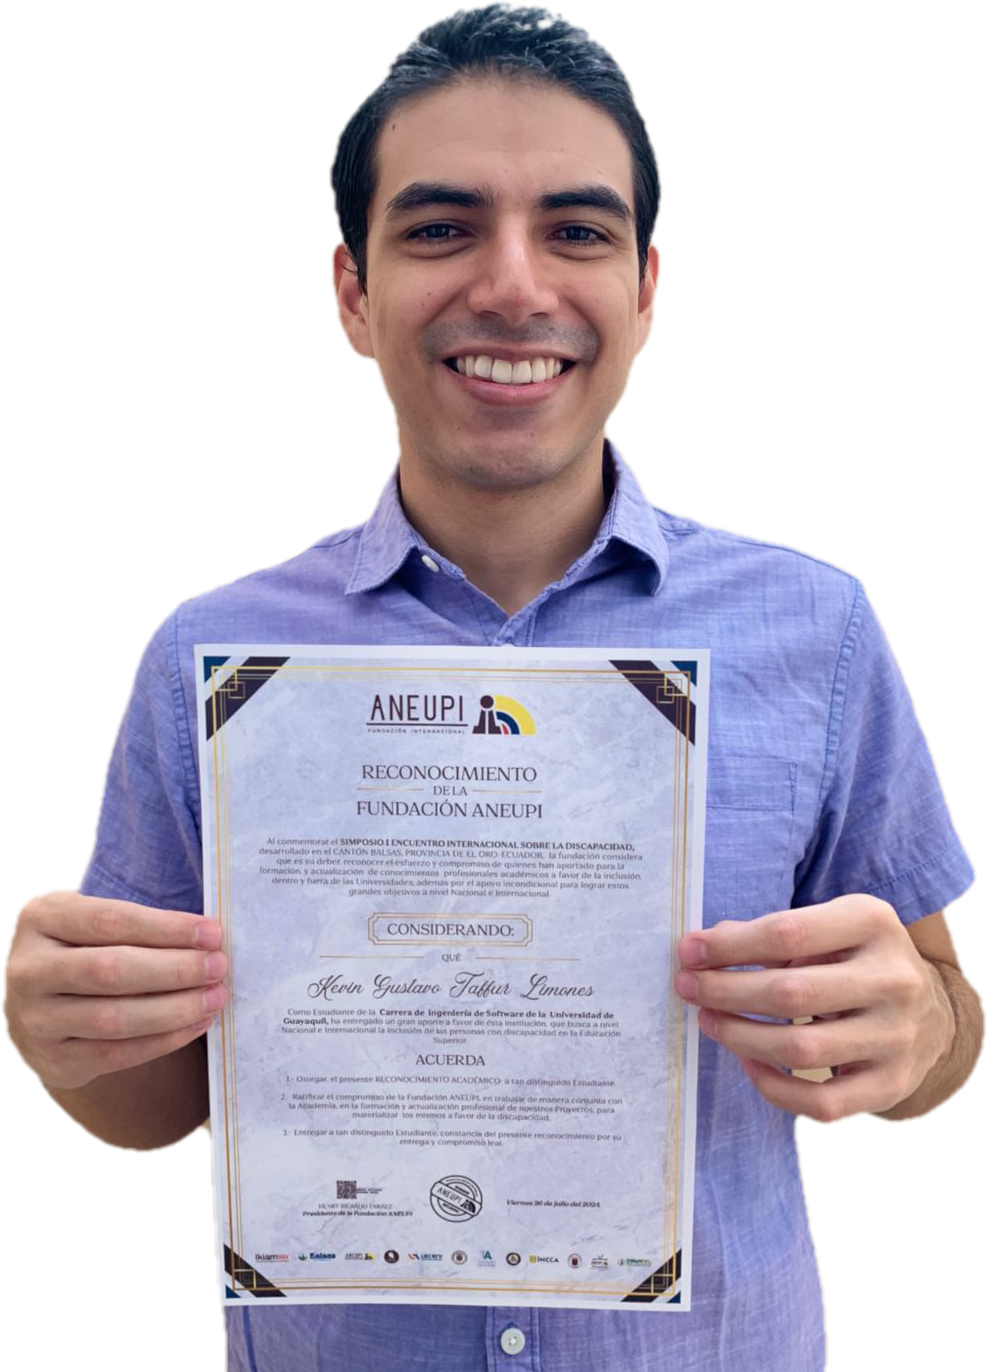 ANEUPI
FUNDACIÓN INTERNACIONAL
RECONOCIMIENTO
DE LA
FUNDACIÓN ANEUPI
Al conmemorar el SIMPOSIO I ENCUENTRO INTERNACIONAL SOBRE LA DISCAPACIDAD,
desarrollado en el CANTÓN BALSAS, PROVINCIA DE EL ORO-ECUADOR, la fundación considera
que es su deber, reconocer el esfuerzo y compromiso de quienes han aportado para la
formación, y actualización de conocimientos profesionales académicos a favor de la inclusión,
dentro y fuera de las Universidades, además por el apoyo incondicional para lograr estos
grandes objetivos a nivel Nacional e Internacional.
CONSIDERANDO:
QUÉ
Kevin Gustavo Taffur Limones
Como Estudiante de la Carrera de Ingeniería de Software de la Universidad de
Guayaquil, ha entregado un gran aporte a favor de ésta institución, que busca a nivel
Nacional e Internacional la inclusión de las personas con discapacidad en la Educación
Superior.
ACUERDA
1.- Otorgar, el presente RECONOCIMIENTO ACADÉMICO a tan distinguido Estudiante.
2.- Ratificar el compromiso de la Fundación ANEUPI, en trabajar de manera conjunta con
la Academia, en la formación y actualización profesional de nuestros Proyectos, para
materializar los mismos a favor de la discapacidad.
3.- Entregar a tan distinguido Estudiante, constancia del presente reconocimiento por su
entrega y compromiso leal.
ANEUPI
HENRY RICARDO
Presidente de la Fundación ANEUPI
Viernes 26 de julio del 2024
Ikiam
Balsas
ANEUPI
INCCA